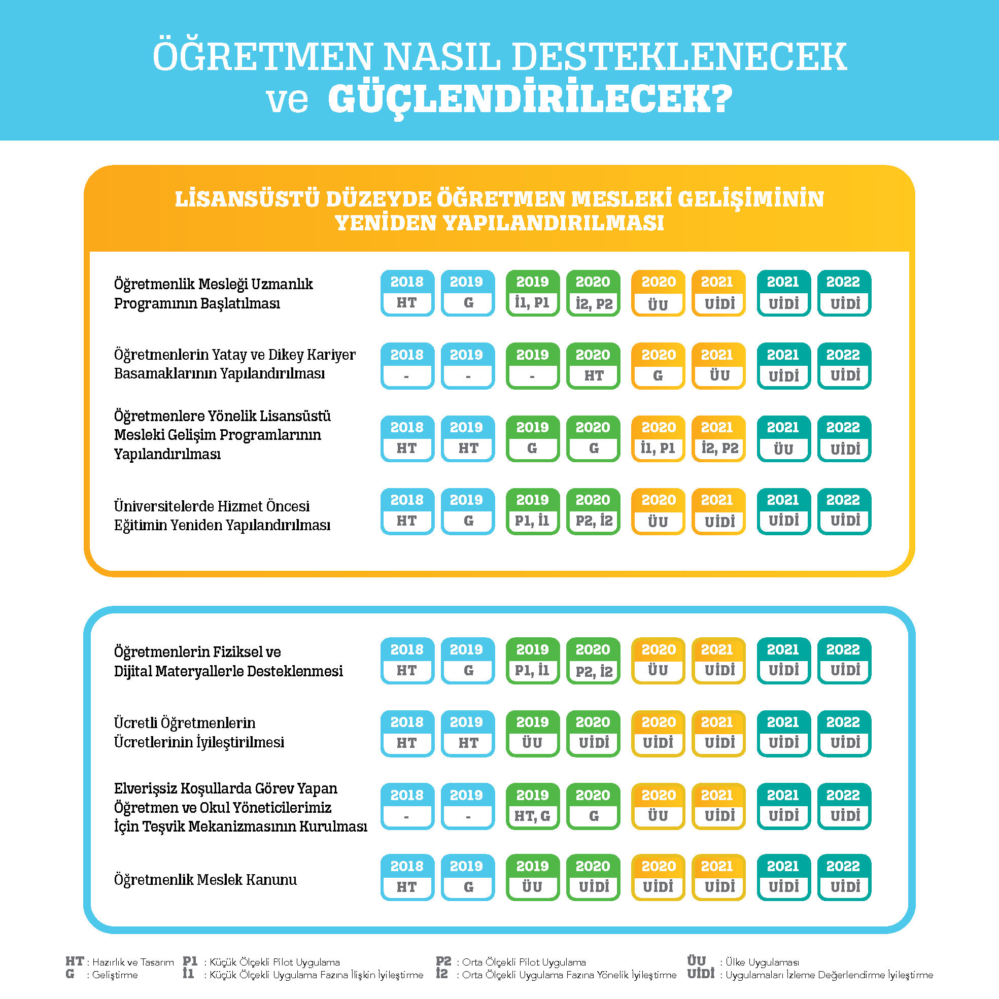 ÖĞRETMEN NASIL DESTEKLENECEK
ve GÜÇLENDİRİLECEK?
LİSANSÜSTÜ DÜZEYDE ÖĞRETMEN MESLEKİ GELİŞİMİNİN
YENİDEN YAPILANDIRILMASI
Öğretmenlik Mesleği Uzmanlık
Programının Başlatılması
2018 2019 2019 2020 2020 2021 2021 2022
HT G İ1, P1 İ2, P2 ÜU UİDİ UİDİ UİDİ
Öğretmenlerin Yatay ve Dikey Kariyer
Basamaklarının Yapılandırılması
2018 2019 2019 2020 2020 2021 2021 2022
- - - HT G ÜU UİDİ UİDİ
Öğretmenlere Yönelik Lisansüstü
Mesleki Gelişim Programlarının
Yapılandırılması
2018 2019 2019 2020 2020 2021 2021 2022
HT HT G G İ1, P1 İ2, P2 ÜU UİDİ
Üniversitelerde Hizmet Öncesi
Eğitimin Yeniden Yapılandırılması
2018 2019 2019 2020 2020 2021 2021 2022
HT G P1, İ1 P2, İ2 ÜU UİDİ UİDİ UİDİ
Öğretmenlerin Fiziksel ve
Dijital Materyallerle Desteklenmesi
2018 2019 2019 2020 2020 2021 2021 2022
HT G P1, İ1 P2, İ2 ÜU UİDİ UİDİ UİDİ
Ücretli Öğretmenlerin
Ücretlerinin İyileştirilmesi
2018 2019 2019 2020 2020 2021 2021 2022
HT HT ÜU UİDİ UİDİ UİDİ UİDİ UİDİ
Elverişsiz Koşullarda Görev Yapan
Öğretmen ve Okul Yöneticilerimiz
İçin Teşvik Mekanizmasının Kurulması
2018 2019 2019 2020 2020 2021 2021 2022
- - HT, G G ÜU UİDİ UİDİ UİDİ
Öğretmenlik Meslek Kanunu
2018 2019 2019 2020 2020 2021 2021 2022
HT G ÜU UİDİ UİDİ UİDİ UİDİ UİDİ
HT : Hazırlık ve Tasarım P1 : Küçük Ölçekli Pilot Uygulama P2 : Orta Ölçekli Pilot Uygulama ÜU : Ülke Uygulaması
G : Geliştirme İ1 : Küçük Ölçekli Uygulama Fazına İlişkin İyileştirme İ2 : Orta Ölçekli Uygulama Fazına Yönelik İyileştirme UİDİ : Uygulamaları İzleme Değerlendirme İyileştirme